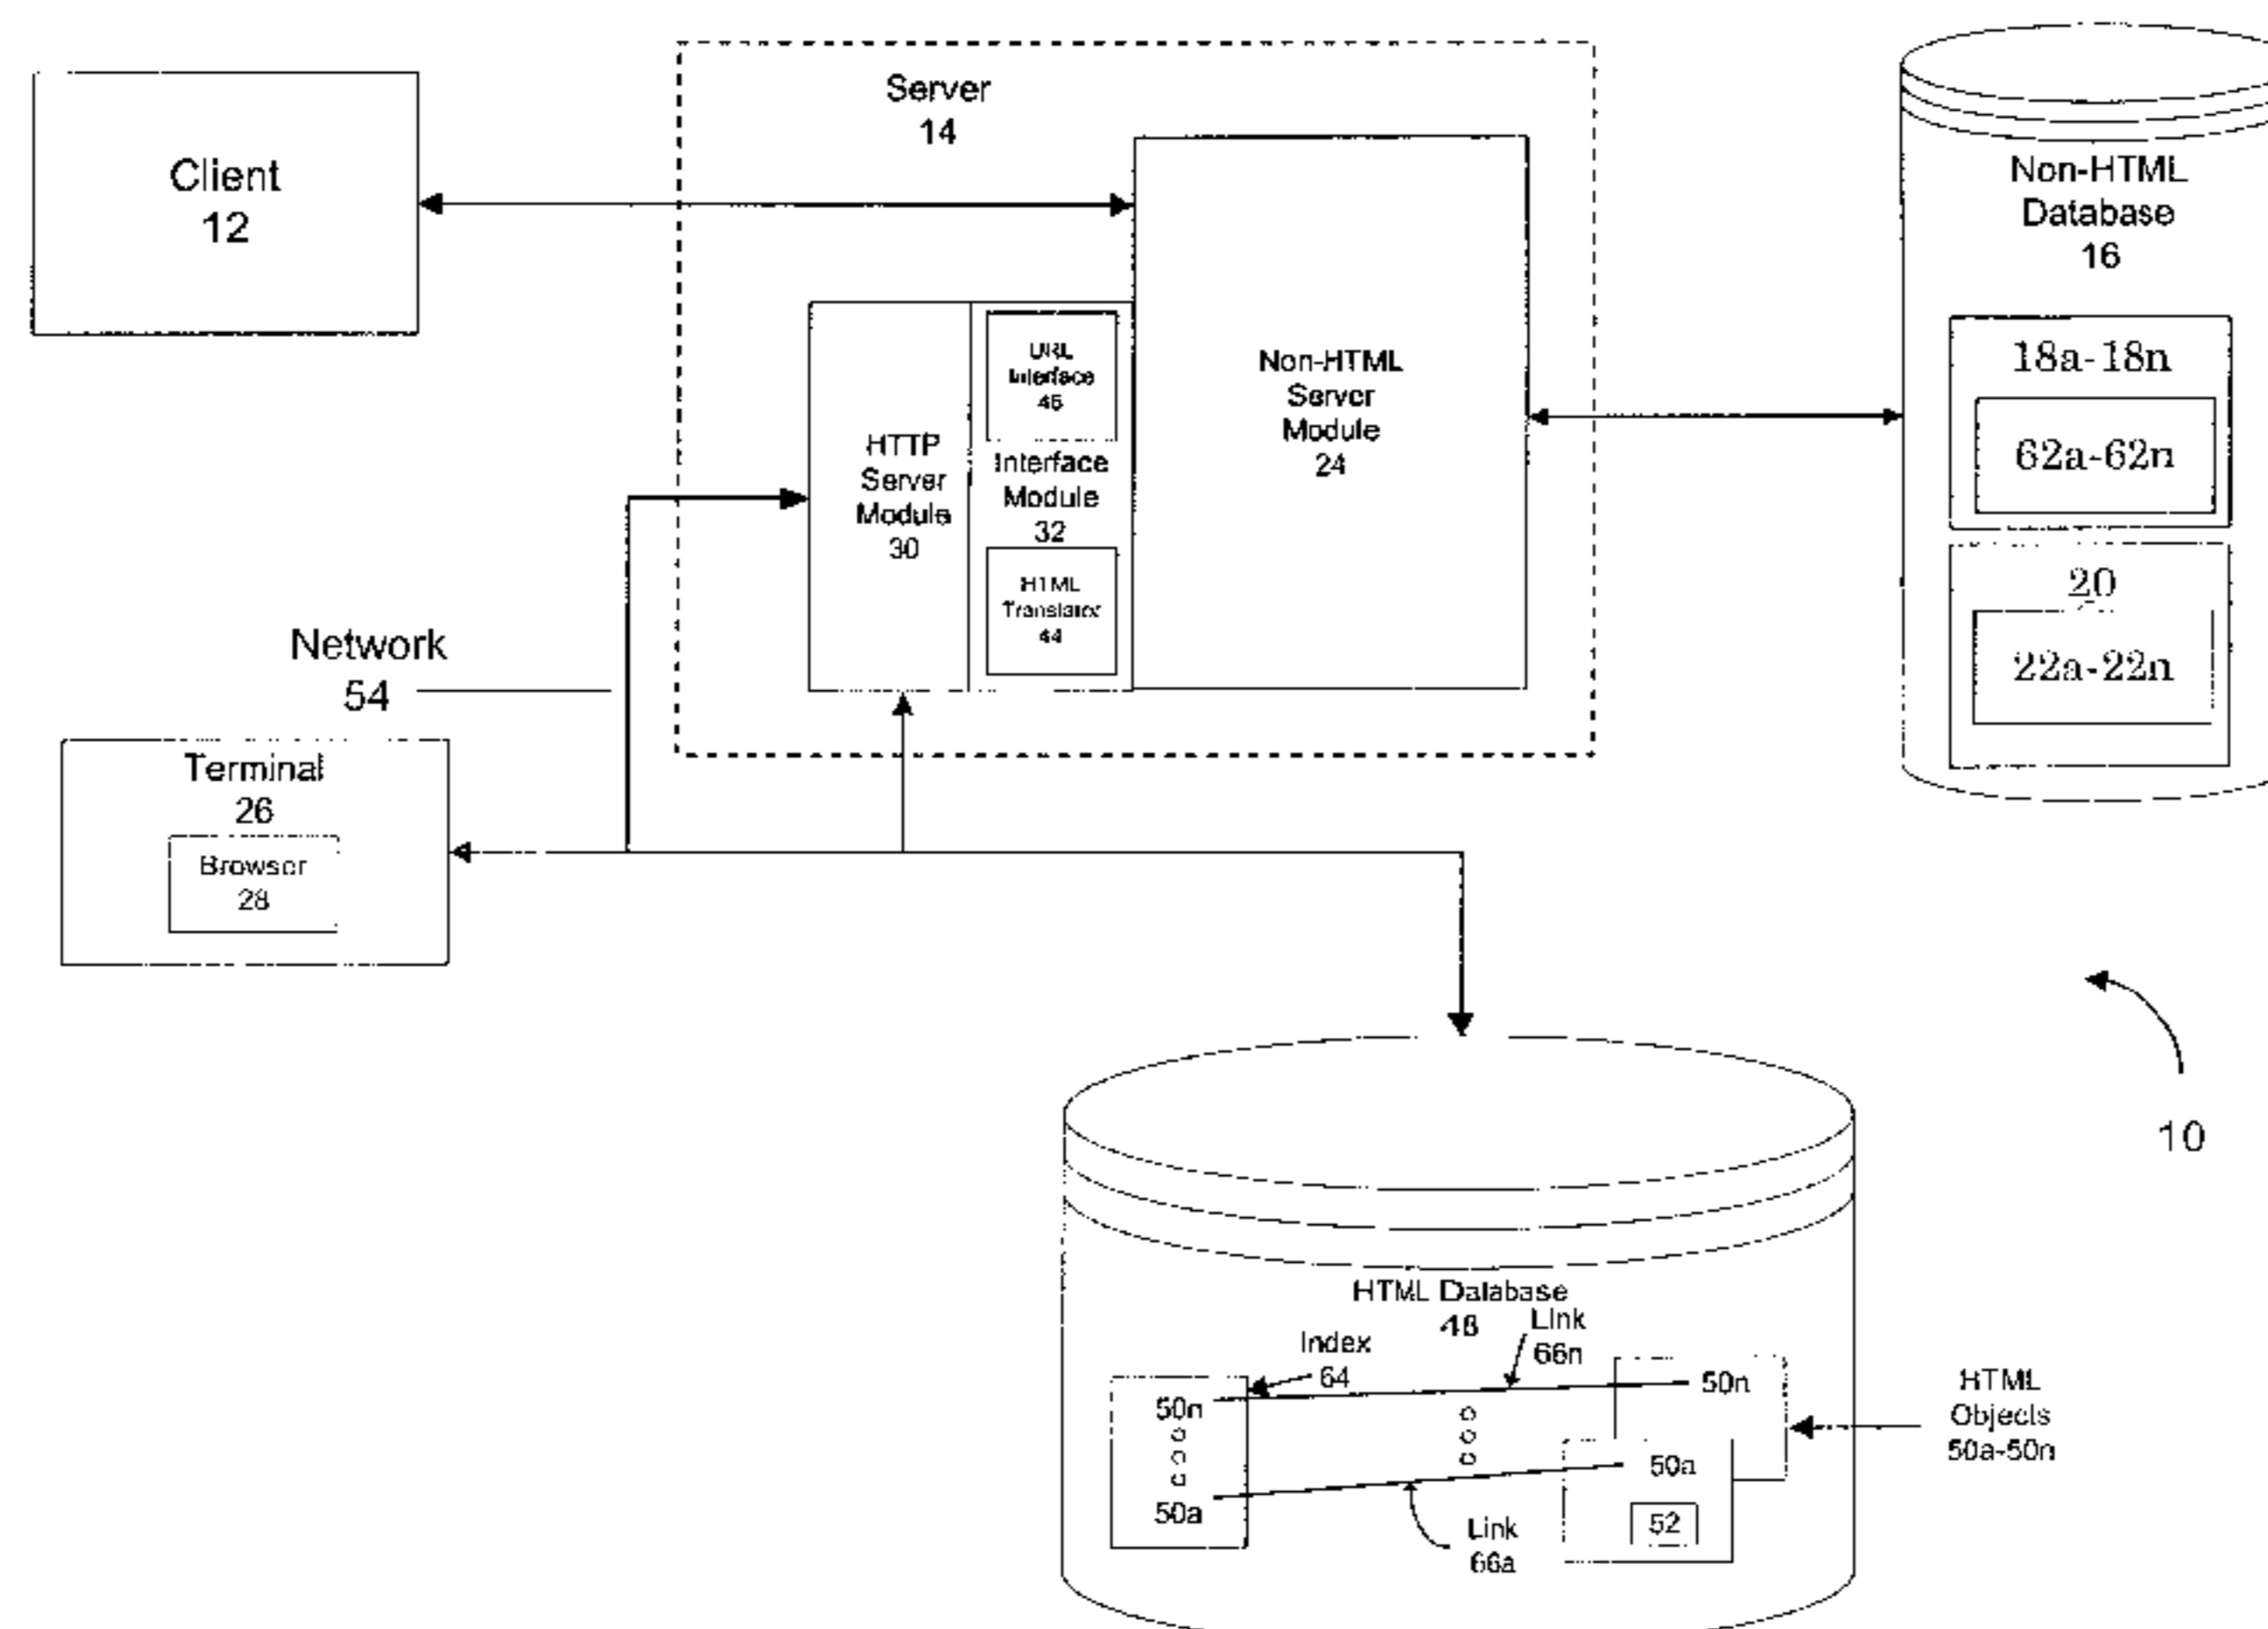 Server
14
Client
12
Non-HTML
Database
16
18a-18n
62a-62n
20
22a-22n
URL
Interface
46
Interface
Module
32
HTML
Translator
44
HTTP
Server
Module
30
Non-HTML
Server
Module
24
Network
54
Terminal
26
Browser
28
10
HTML Database
48
Index
64
Link
66n
50n
50a
50n
50a
52
Link
66a
HTML
Objects
50a-50n